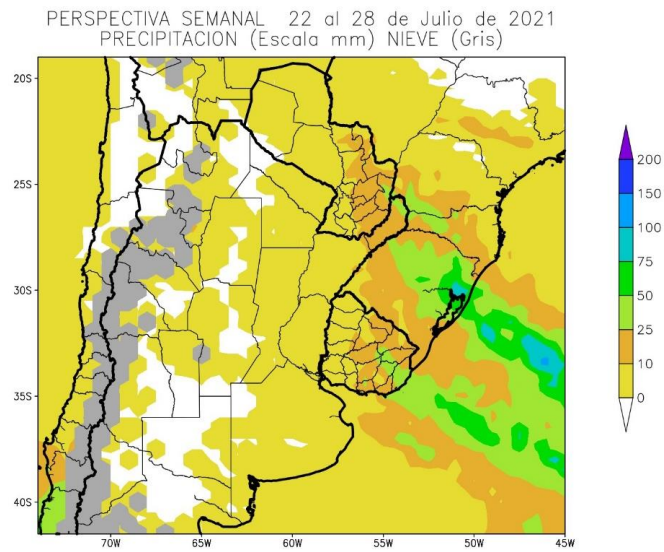 PERSPECTIVA SEMANAL 22 al 28 de Julio de 2021
PRECIPITACION (Escala mm) NIEVE (Gris)
20S
25S
30S
35S
40S
70W
65W
60W
55W
50W
45W
200
150
100
75
50
25
10
0